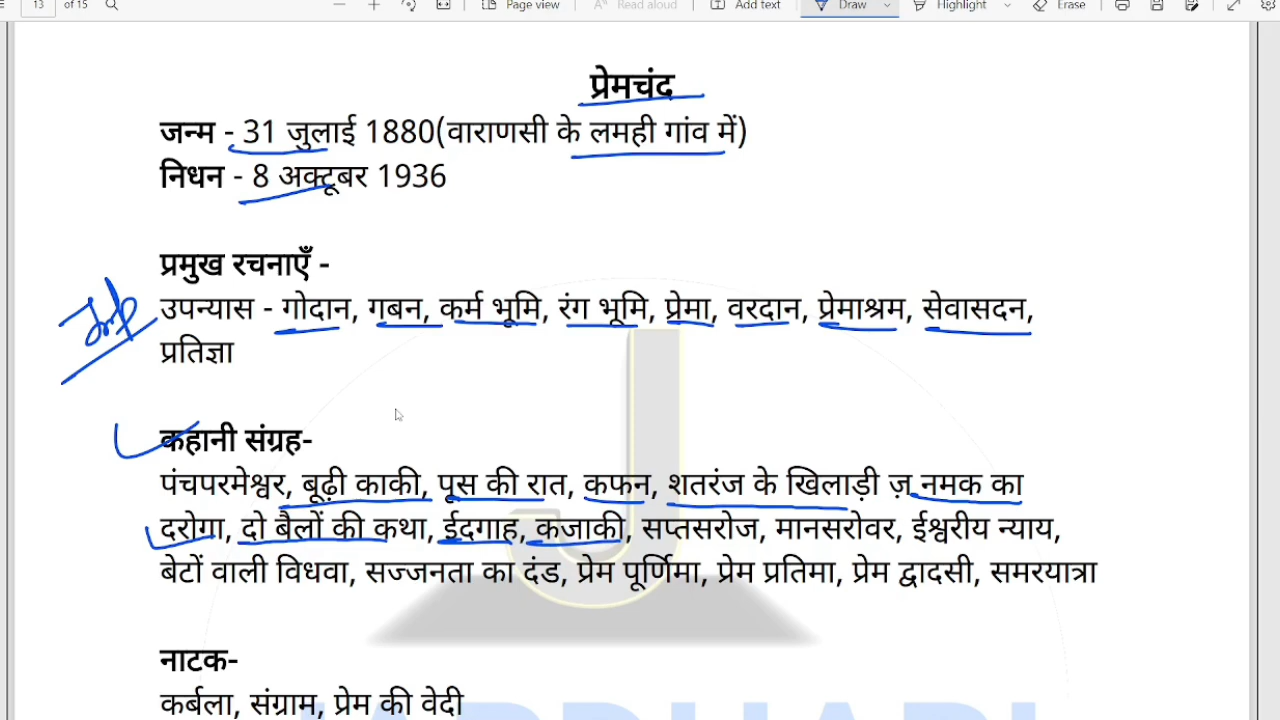 13 of 15 Page view Read aloud Add text Draw Highlight Erase
प्रेमचंद
जन्म - 31 जुलाई 1880(वाराणसी के लमही गांव में)
निधन - 8 अक्टूबर 1936
प्रमुख रचनाएँ -
Imp उपन्यास - गोदान, गबन, कर्म भूमि, रंग भूमि, प्रेमा, वरदान, प्रेमाश्रम, सेवासदन,
प्रतिज्ञा
कहानी संग्रह-
पंचपरमेश्वर, बूढ़ी काकी, पूस की रात, कफन, शतरंज के खिलाड़ी ज़ नमक का
दरोगा, दो बैलों की कथा, ईदगाह, कजाकी, सप्तसरोज, मानसरोवर, ईश्वरीय न्याय,
बेटों वाली विधवा, सज्जनता का दंड, प्रेम पूर्णिमा, प्रेम प्रतिमा, प्रेम द्वादसी, समरयात्रा
नाटक-
कर्बला, संग्राम, प्रेम की वेदी